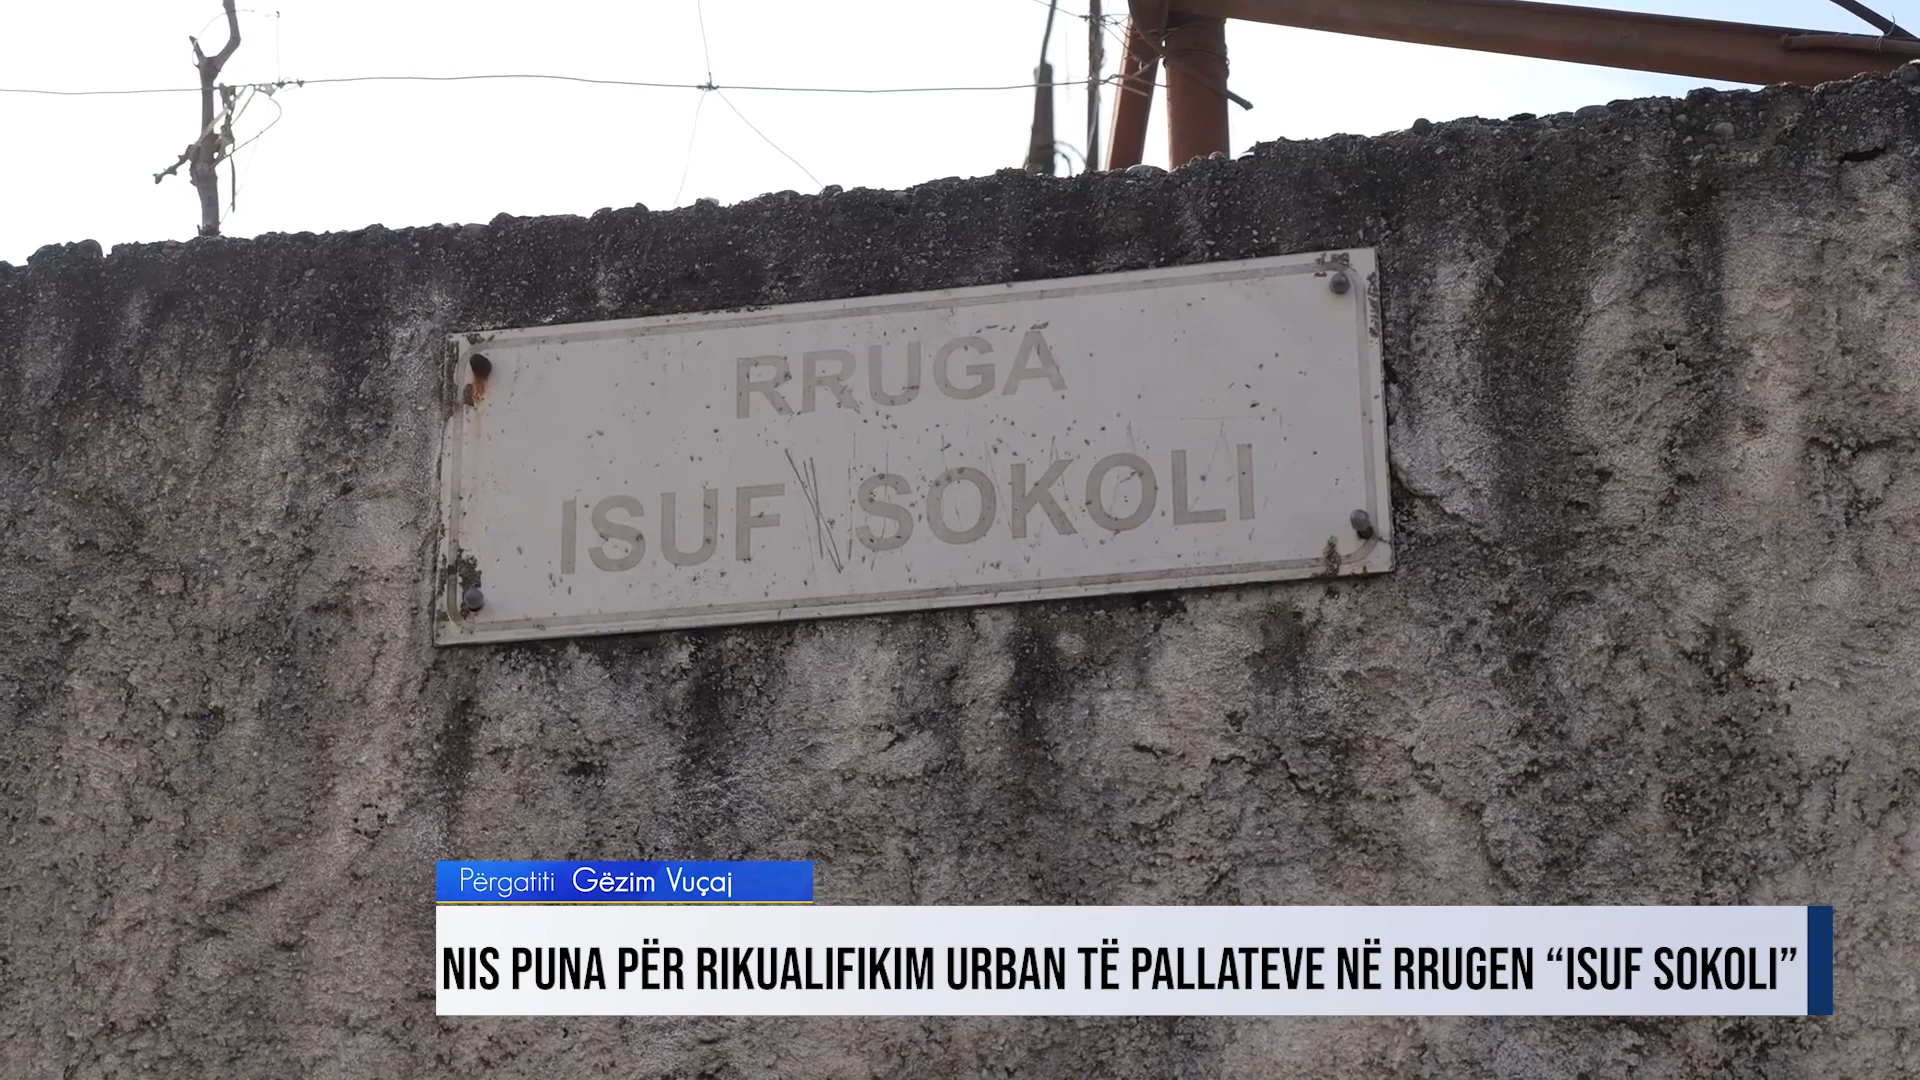 RRUGA
ISUF SOKOLI
Përgatiti Gëzim Vuçaj
NIS PUNA PËR RIKUALIFIKIM URBAN TË PALLATEVE NË RRUGEN “ISUF SOKOLI”